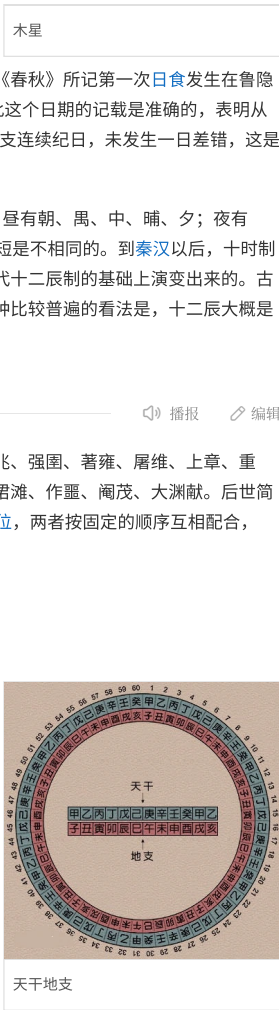 木星
《春秋》所记第一次日食发生在鲁隐
比这个日期的记载是准确的，表明从
支连续纪日，未发生一日差错，这是
昼有朝、禺、中、晡、夕；夜有
短是不相同的。到秦汉以后，十时制
代十二辰制的基础上演变出来的。古
种比较普遍的看法是，十二辰大概是
播报
编辑
兆、强圉、著雍、屠维、上章、重
涒滩、作噩、阉茂、大渊献。后世简
位，两者按固定的顺序互相配合，
天干
甲乙丙丁戊己庚辛壬癸甲乙
子丑寅卯辰巳午未申酉戌亥
地支
天干地支